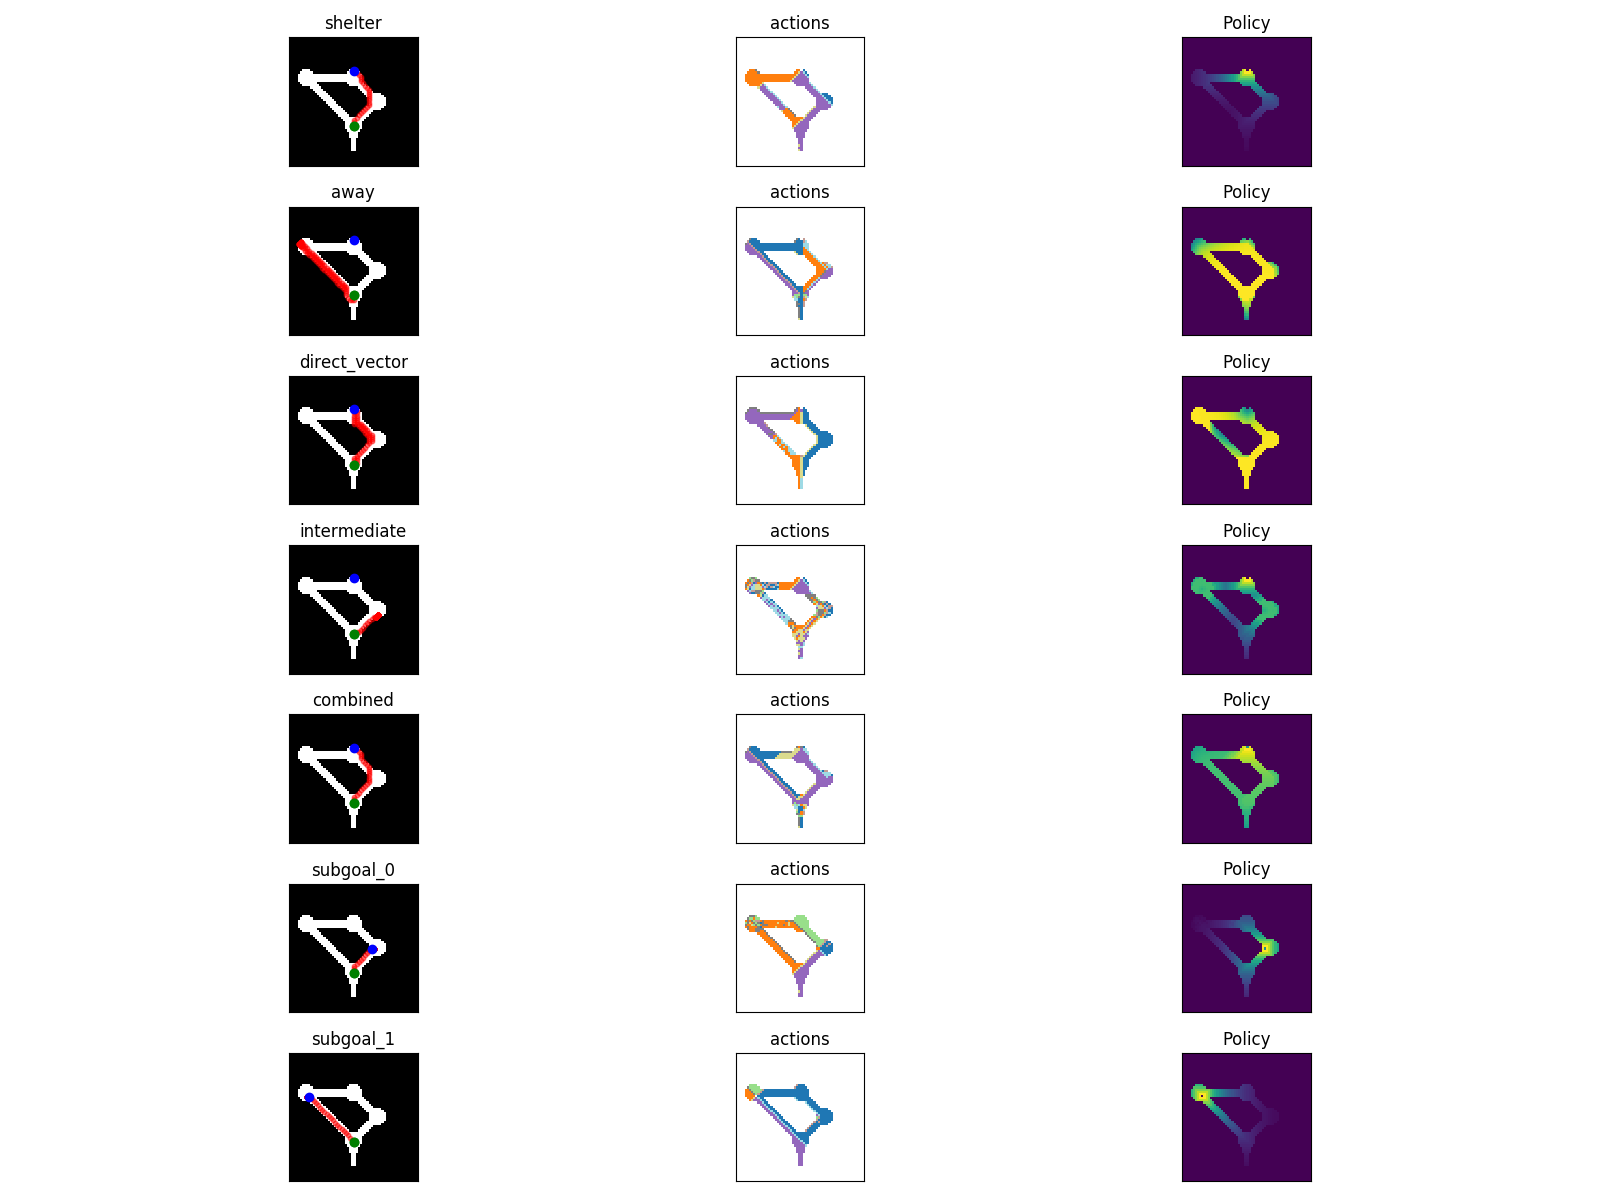 shelter actions Policy
away actions Policy
direct_vector actions Policy
intermediate actions Policy
combined actions Policy
subgoal_0 actions Policy
subgoal_1 actions Policy